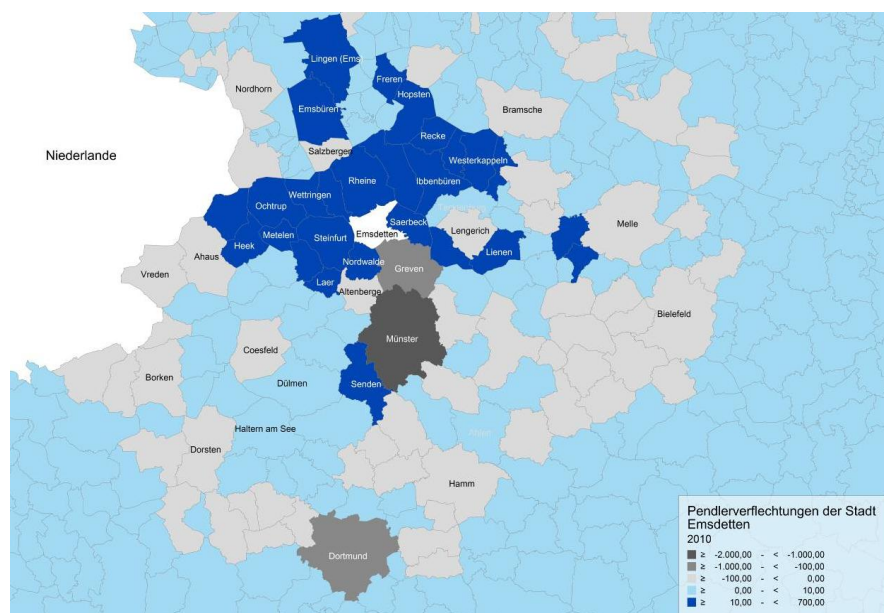 Lingen (Ems)
Nordhorn
Freren
Hopsten
Emsbüren
Bramsche
Recke
Niederlande
Salzbergen
Westerkappeln
Rheine
Ibbenbüren
Wettringen
Ochtrup
Saerbeck
Emsdetten
Lengerich
Melle
Metelen
Steinfurt
Heek
Lienen
Ahaus
Nordwalde
Greven
Vreden
Laer
Altenberge
Bielefeld
Münster
Coesfeld
Borken
Dülmen
Senden
Haltern am See
Dorsten
Hamm
Dortmund
Pendlerverflechtungen der Stadt
Emsdetten
2010
≥ -2.000,00 - < -1.000,00
≥ -1.000,00 - < -100,00
≥ -100,00 - < 0,00
≥ 0,00 - < 10,00
≥ 10,00 - < 700,00